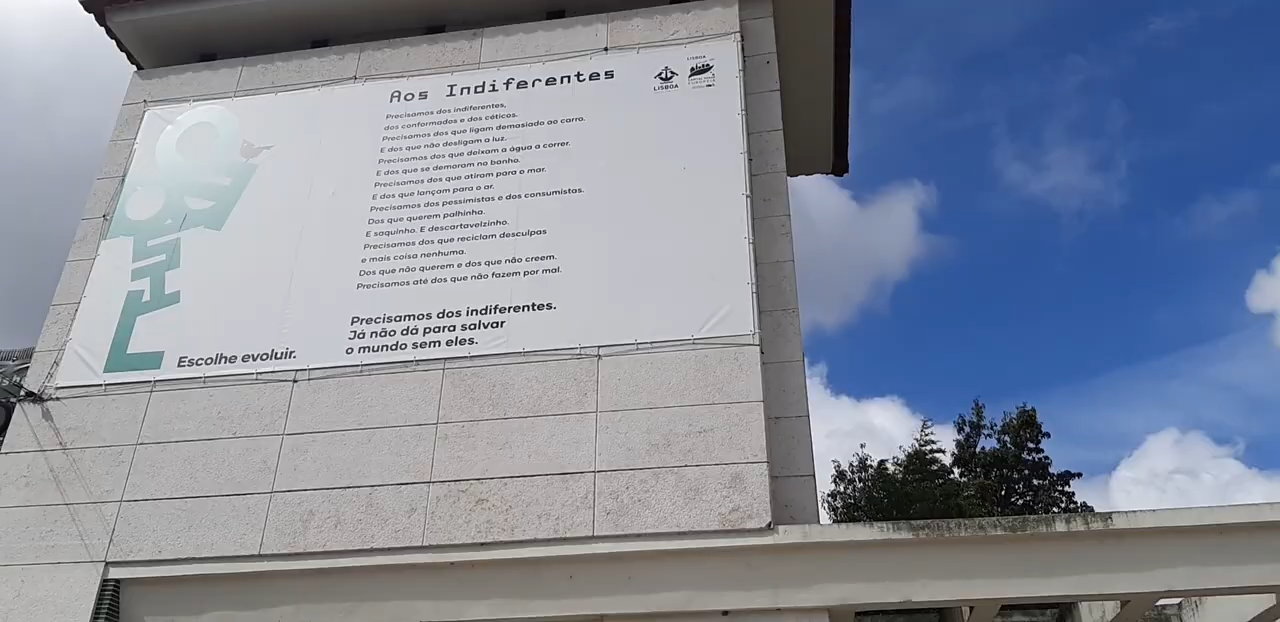 Aos Indiferentes
Precisamos dos indiferentes,
dos conformados e dos céticos.
Precisamos dos que ligam demasiado ao carro.
E dos que não desligam a luz.
Precisamos dos que deixam a água a correr.
E dos que se demoram no banho.
Precisamos dos que atiram para o mar.
E dos que lançam para o ar.
Precisamos dos pessimistas e dos consumistas.
Dos que querem palhinha.
E saquinho. E descartavelzinho.
Precisamos dos que reciclam desculpas
e mais coisa nenhuma.
Dos que não querem e dos que não creem.
Precisamos até dos que não fazem por mal.
Precisamos dos indiferentes.
Já não dá para salvar
o mundo sem eles.
Escolhe evoluir.
LISBOA
LISBOA
CAPITAL VERDE
EUROPEIA